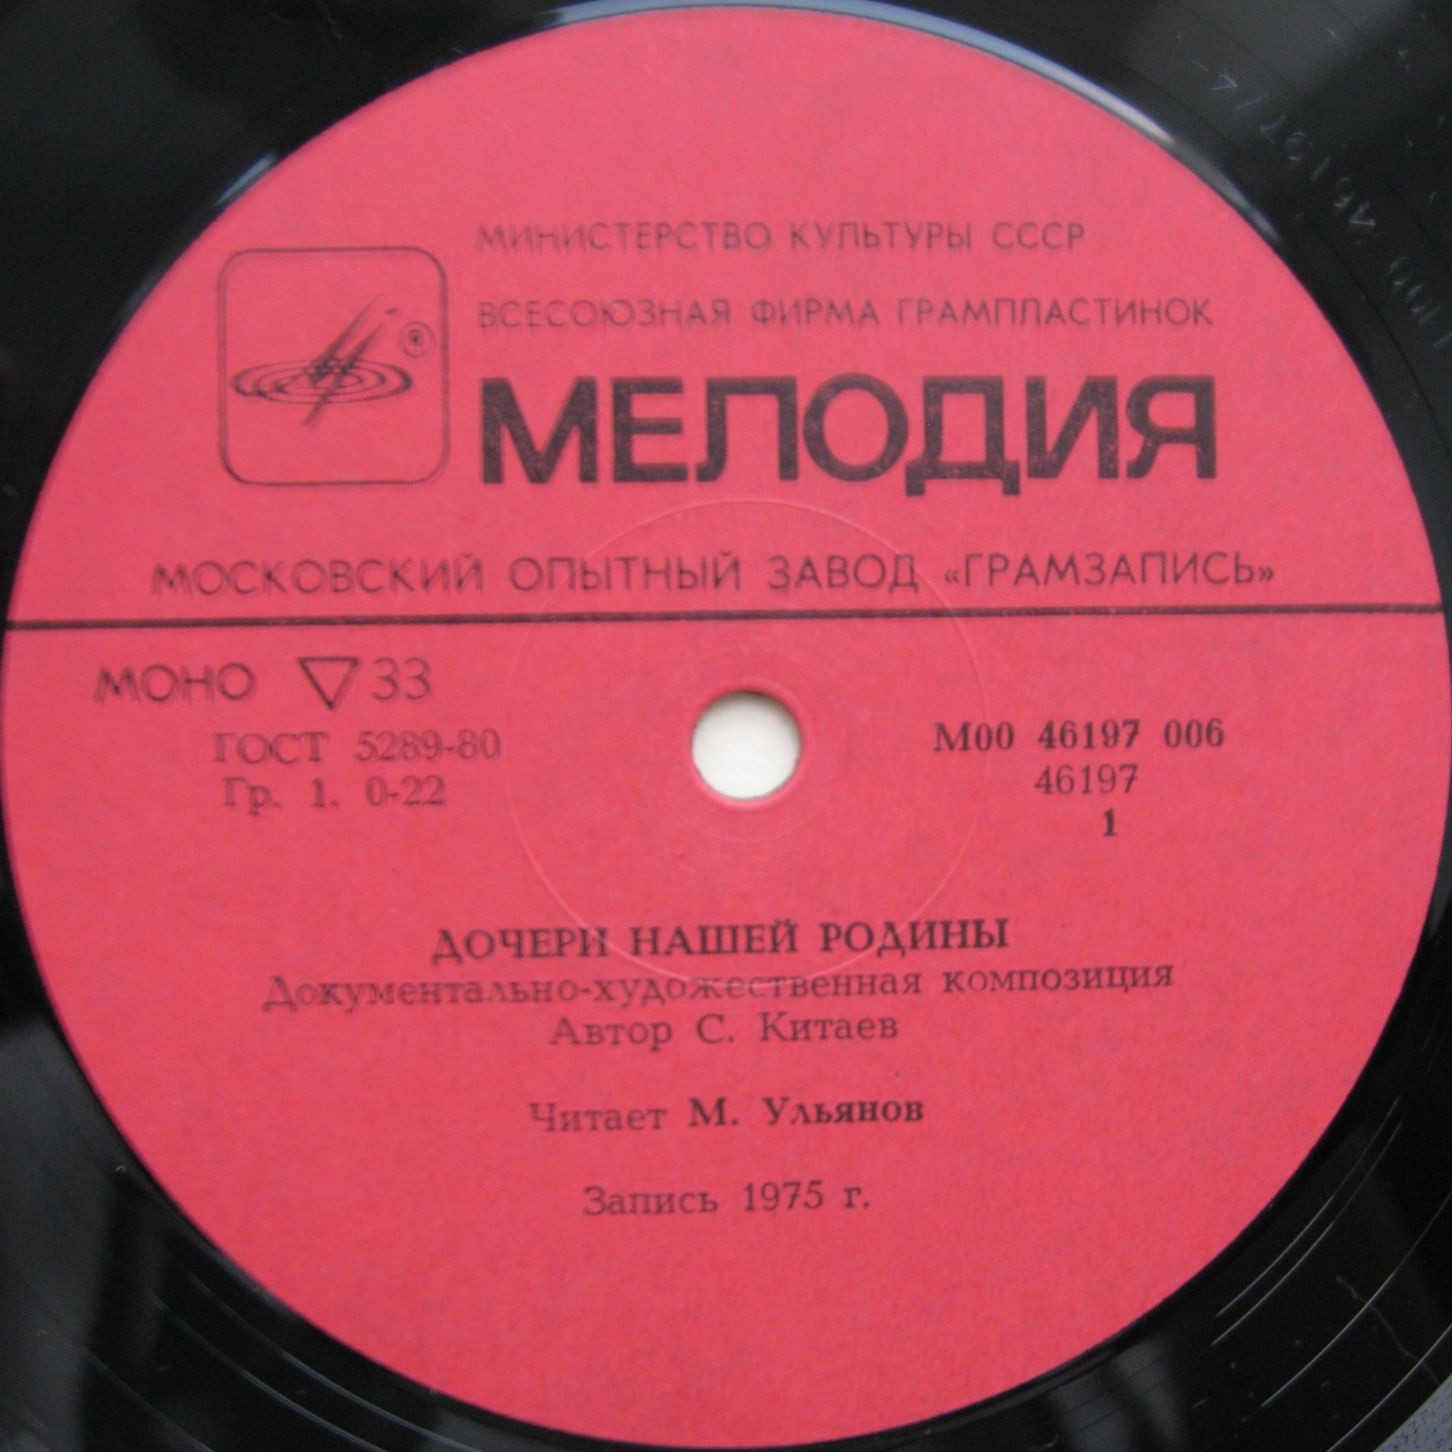 МИНИСТЕРСТВО КУЛЬТУРЫ СССР
ВСЕСОЮЗНАЯ ФИРМА ГРАМПЛАСТИНОК
®
МЕЛОДИЯ
МОСКОВСКИЙ ОПЫТНЫЙ ЗАВОД «ГРАМЗАПИСЬ»
МОНО ▽ 33
ГОСТ 5289-80
Гр. 1. 0-22
М00 46197 006
46197
1
ДОЧЕРИ НАШЕЙ РОДИНЫ
Документально-художественная композиция
Автор С. Китаев
Читает М. Ульянов
Запись 1975 г.